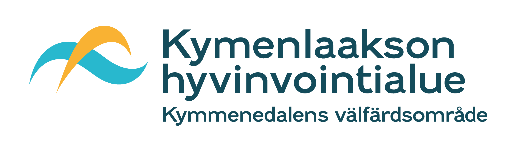 Kymenlaakson
hyvinvointialue
Kymmenedalens välfärdsområde